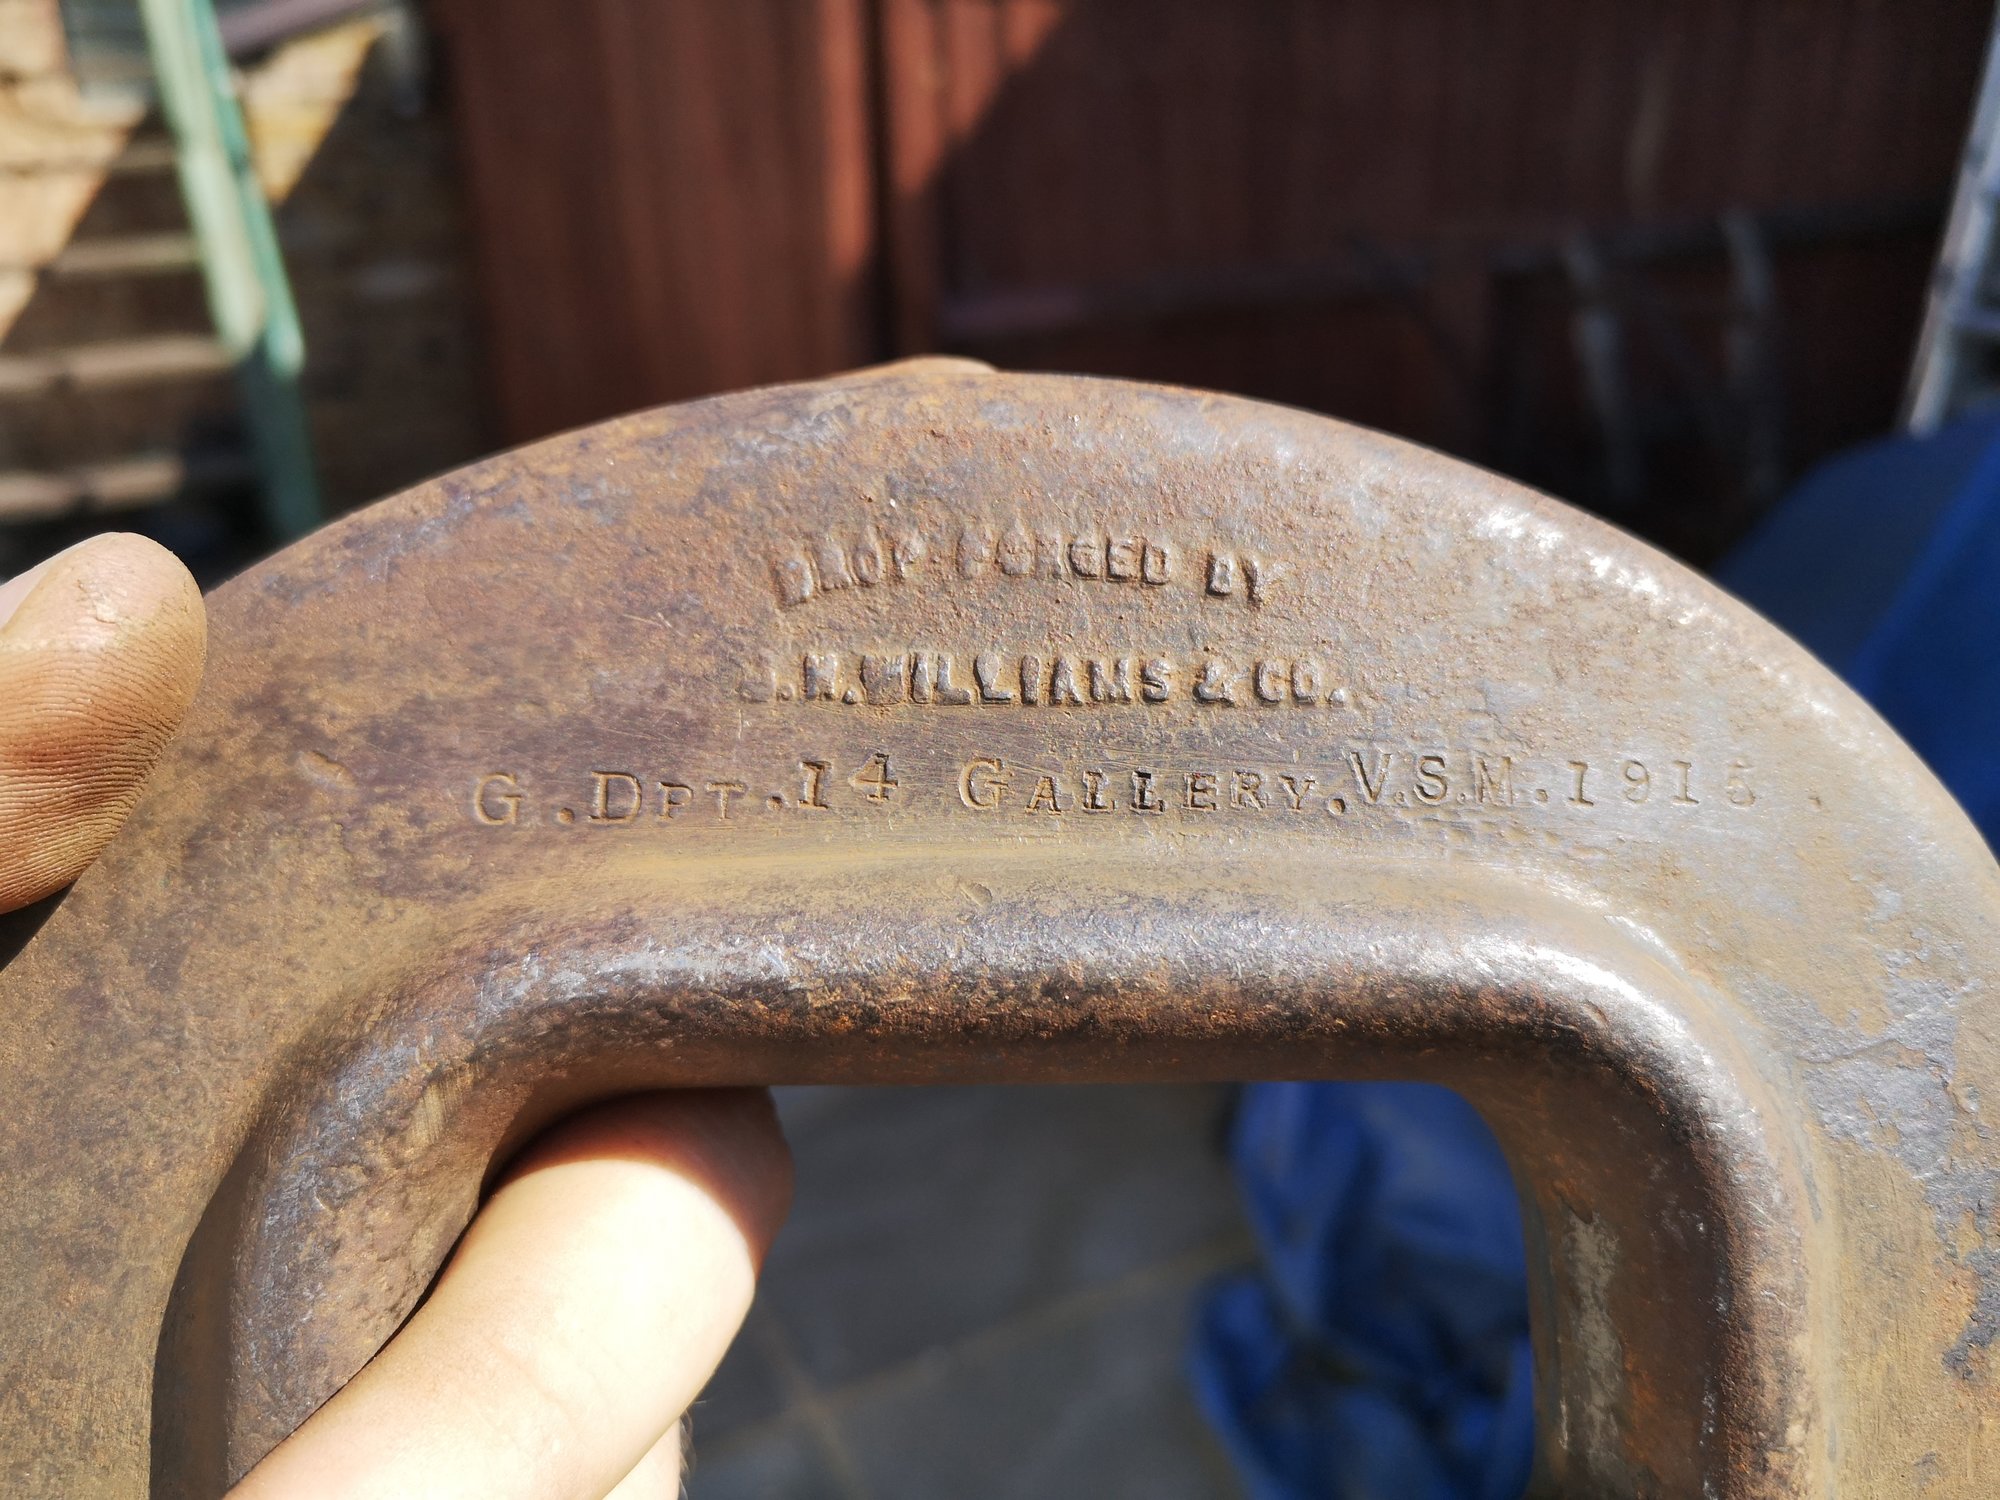 DROP-FORGED BY
J.H.WILLIAMS & CO.
G.DPT.14 GALLERY.V.S.M.1915